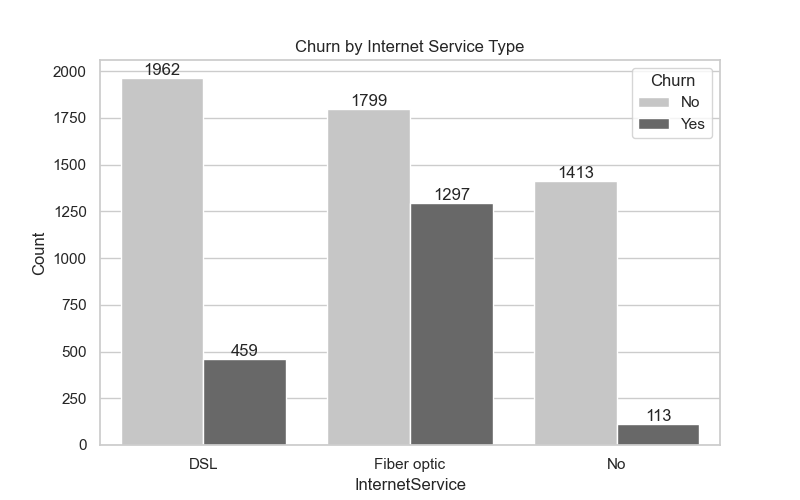 Churn by Internet Service Type
Count
2000
1750
1500
1250
1000
750
500
250
0
1962
459
1799
1297
1413
113
Churn
No
Yes
DSL
Fiber optic
No
InternetService